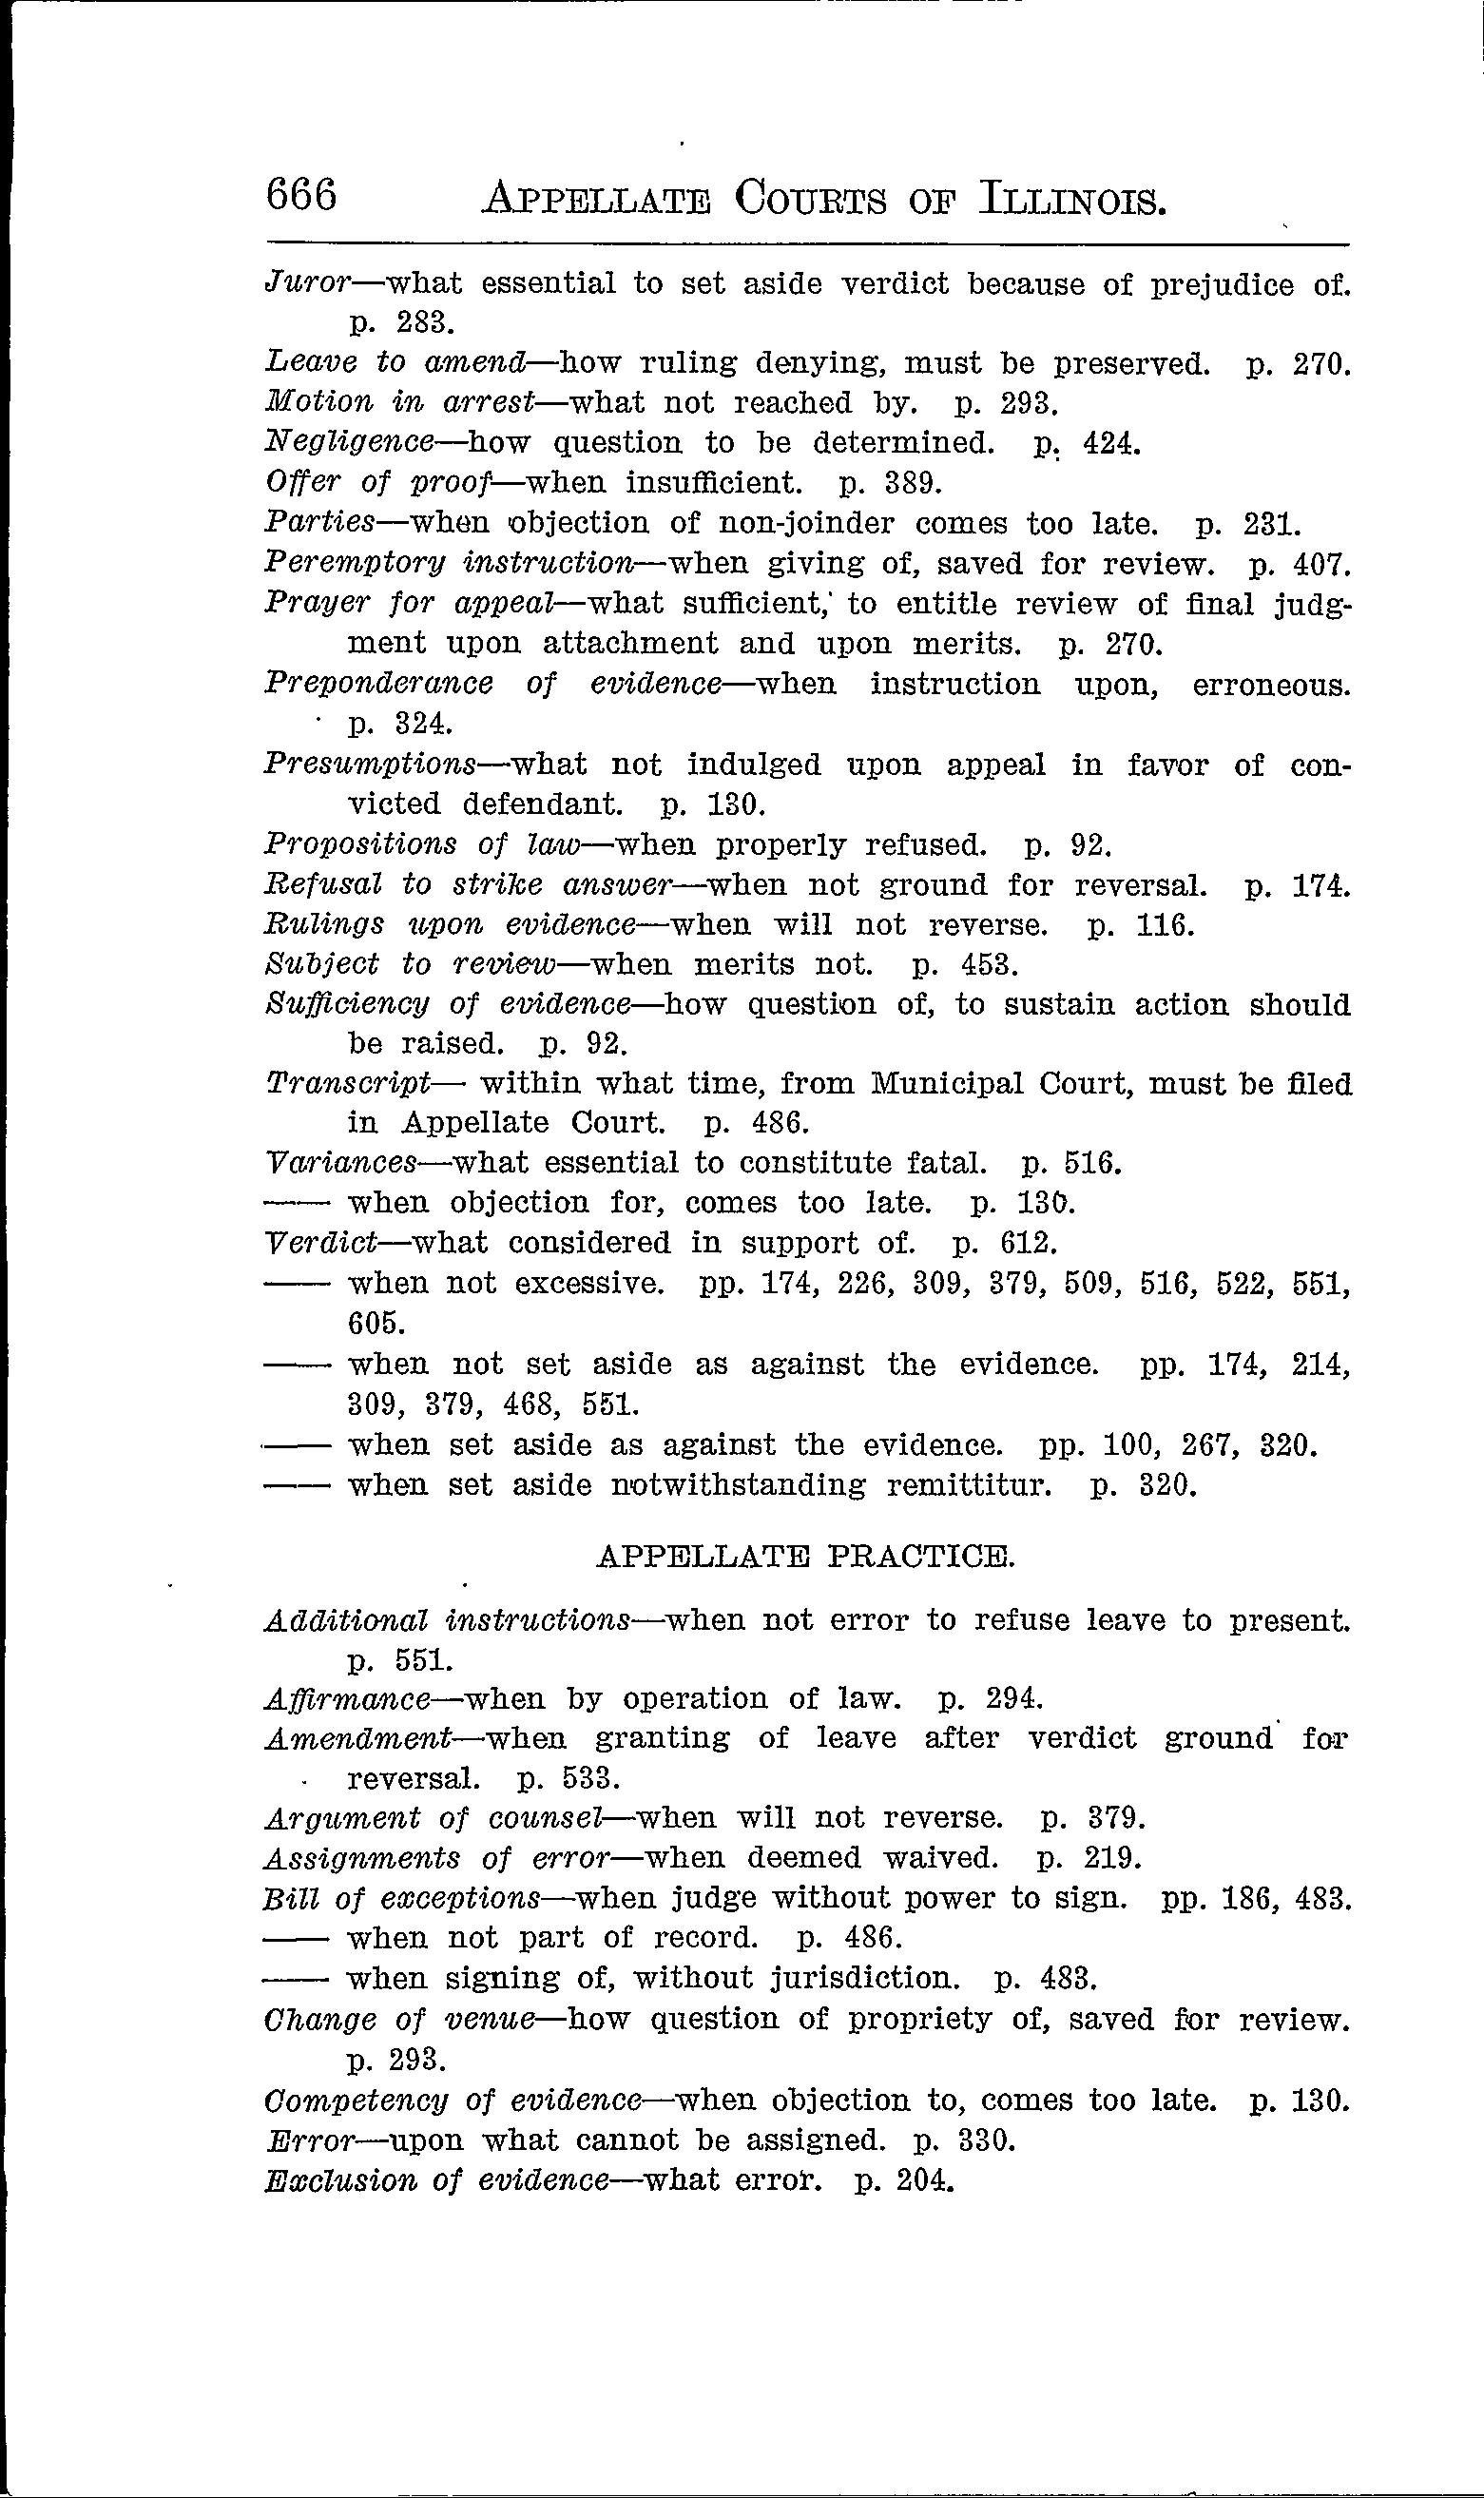 666 APPELLATE COURTS OF ILLINOIS.
Juror—what essential to set aside verdict because of prejudice of.
p. 283.
Leave to amend—how ruling denying, must be preserved. p. 270.
Motion in arrest—what not reached by. p. 293.
Negligence—how question to be determined. p. 424.
Offer of proof—when insufficient. p. 389.
Parties—when objection of non-joinder comes too late. p. 231.
Peremptory instruction—when giving of, saved for review. p. 407.
Prayer for appeal—what sufficient, to entitle review of final judg-
ment upon attachment and upon merits. p. 270.
Preponderance of evidence—when instruction upon, erroneous.
p. 324.
Presumptions—what not indulged upon appeal in favor of con-
victed defendant. p. 130.
Propositions of law—when properly refused. p. 92.
Refusal to strike answer—when not ground for reversal. p. 174.
Rulings upon evidence—when will not reverse. p. 116.
Subject to review—when merits not. p. 453.
Sufficiency of evidence—how question of, to sustain action should
be raised. p. 92.
Transcript— within what time, from Municipal Court, must be filed
in Appellate Court. p. 486.
Variances—what essential to constitute fatal. p. 516.
—— when objection for, comes too late. p. 130.
Verdict—what considered in support of. p. 612.
—— when not excessive. pp. 174, 226, 309, 379, 509, 516, 522, 551,
605.
—— when not set aside as against the evidence. pp. 174, 214,
309, 379, 468, 551.
—— when set aside as against the evidence. pp. 100, 267, 320.
—— when set aside notwithstanding remittitur. p. 320.
APPELLATE PRACTICE.
Additional instructions—when not error to refuse leave to present.
p. 551.
Affirmance—when by operation of law. p. 294.
Amendment—when granting of leave after verdict ground for
reversal. p. 533.
Argument of counsel—when will not reverse. p. 379.
Assignments of error—when deemed waived. p. 219.
Bill of exceptions—when judge without power to sign. pp. 186, 483.
—— when not part of record. p. 486.
—— when signing of, without jurisdiction. p. 483.
Change of venue—how question of propriety of, saved for review.
p. 293.
Competency of evidence—when objection to, comes too late. p. 130.
Error—upon what cannot be assigned. p. 330.
Exclusion of evidence—what error. p. 204.